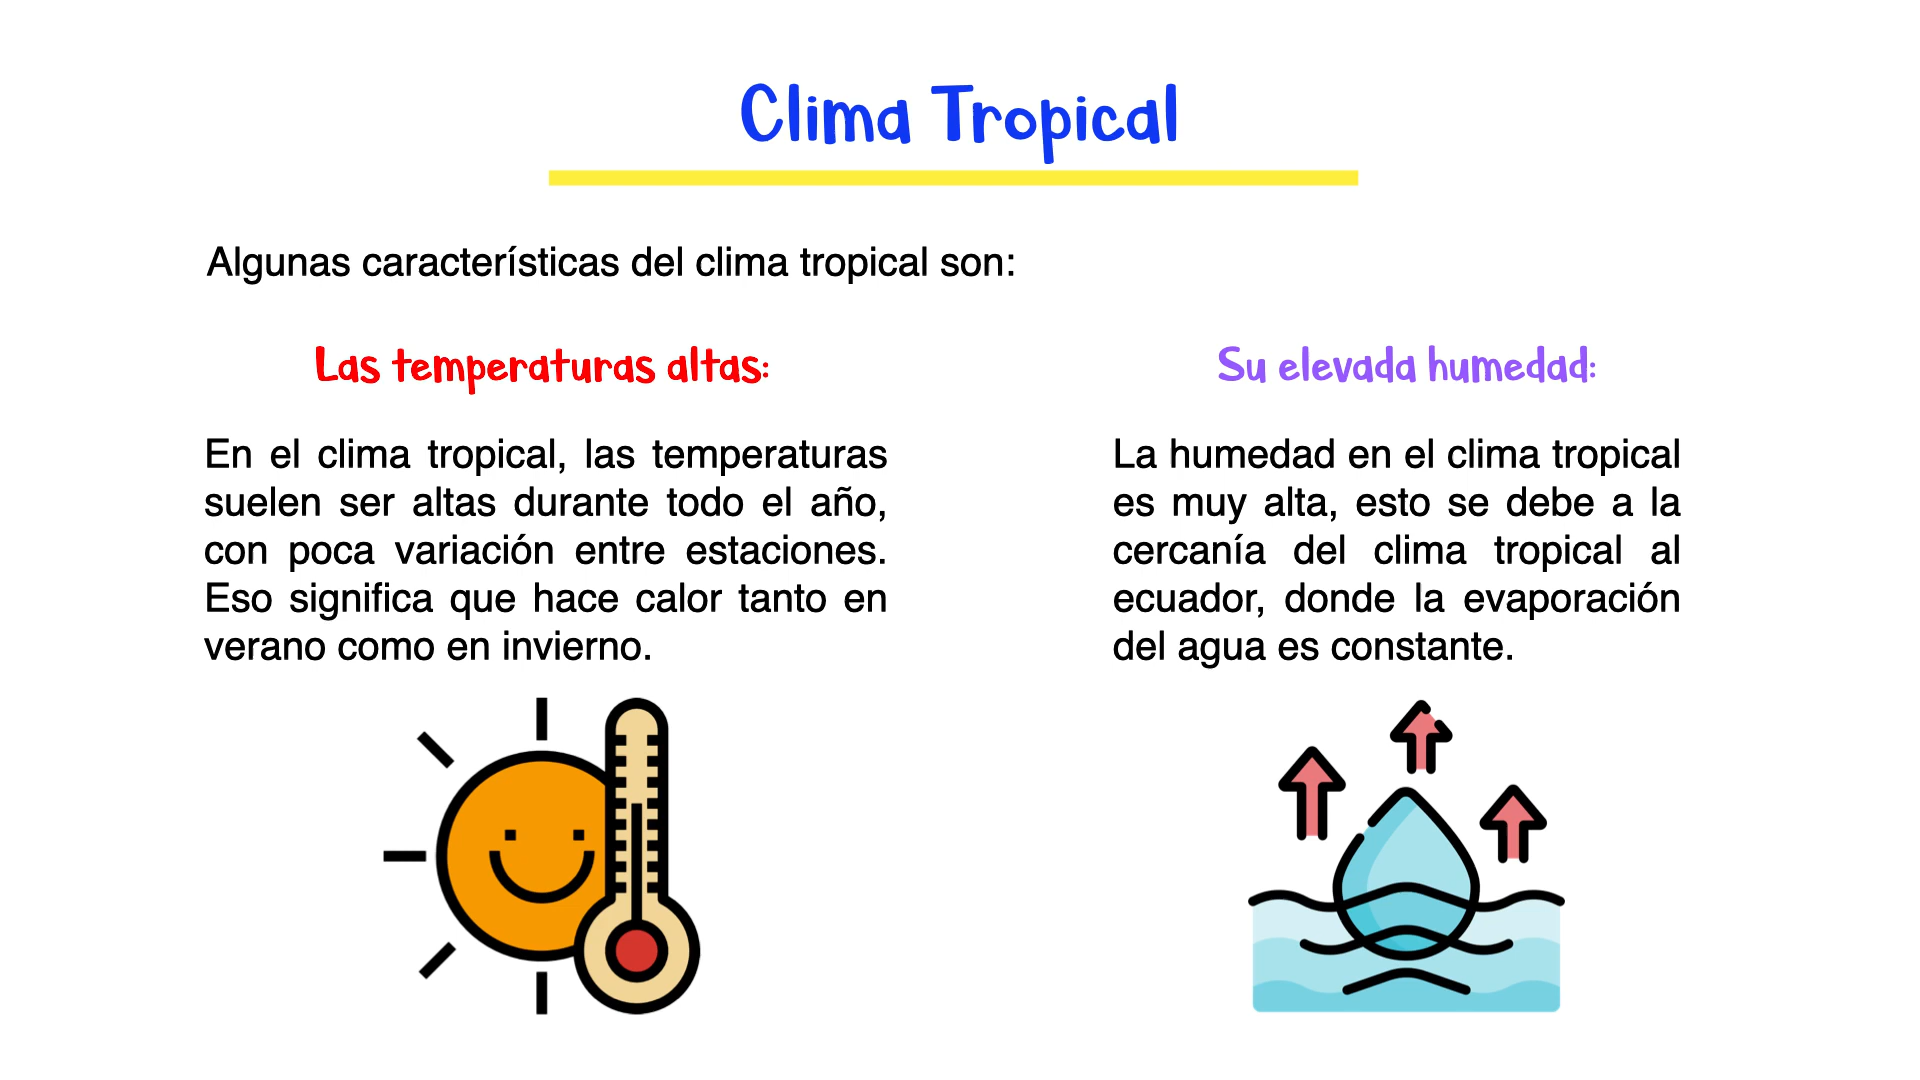 Clima Tropical
Algunas características del clima tropical son:
Las temperaturas altas:
En el clima tropical, las temperaturas
suelen ser altas durante todo el año,
con poca variación entre estaciones.
Eso significa que hace calor tanto en
verano como en invierno.
Su elevada humedad:
La humedad en el clima tropical
es muy alta, esto se debe a la
cercanía del clima tropical al
ecuador, donde la evaporación
del agua es constante.